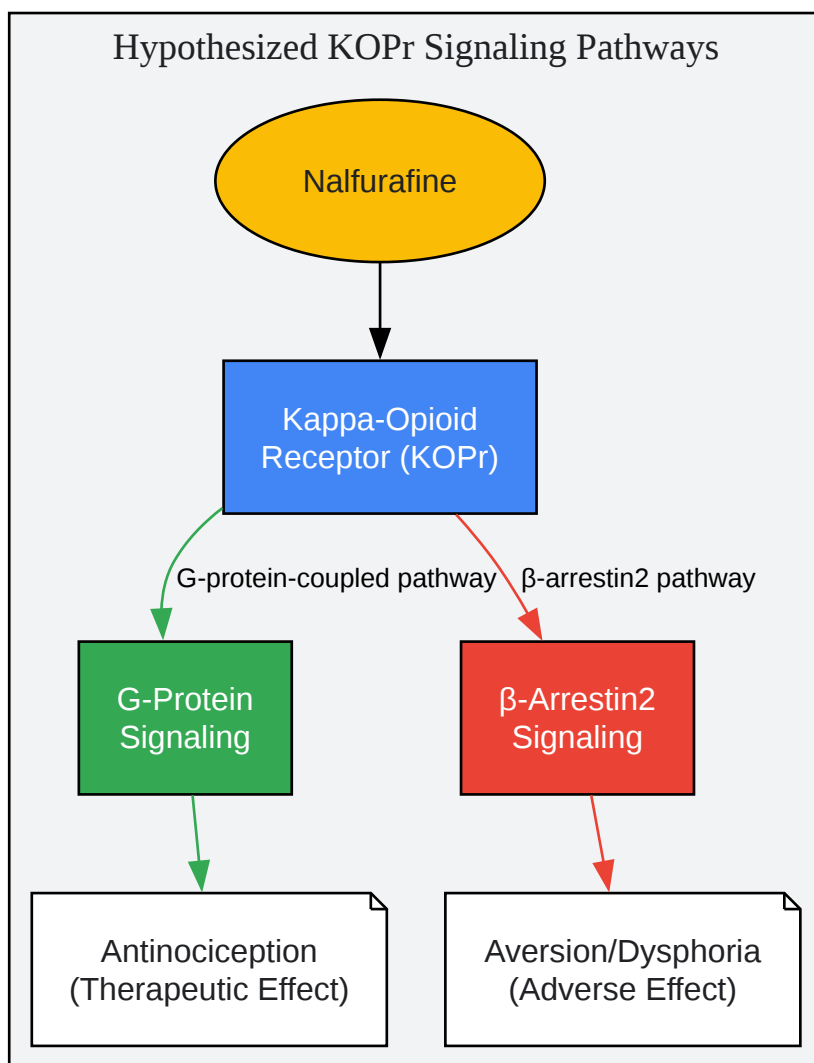 Hypothesized KOPr Signaling Pathways
Nalfurafine
Kappa-Opioid
Receptor (KOPr)
G-protein-coupled pathway
β-arrestin2 pathway
G-Protein
Signaling
β-Arrestin2
Signaling
Antinociception
(Therapeutic Effect)
Aversion/Dysphoria
(Adverse Effect)